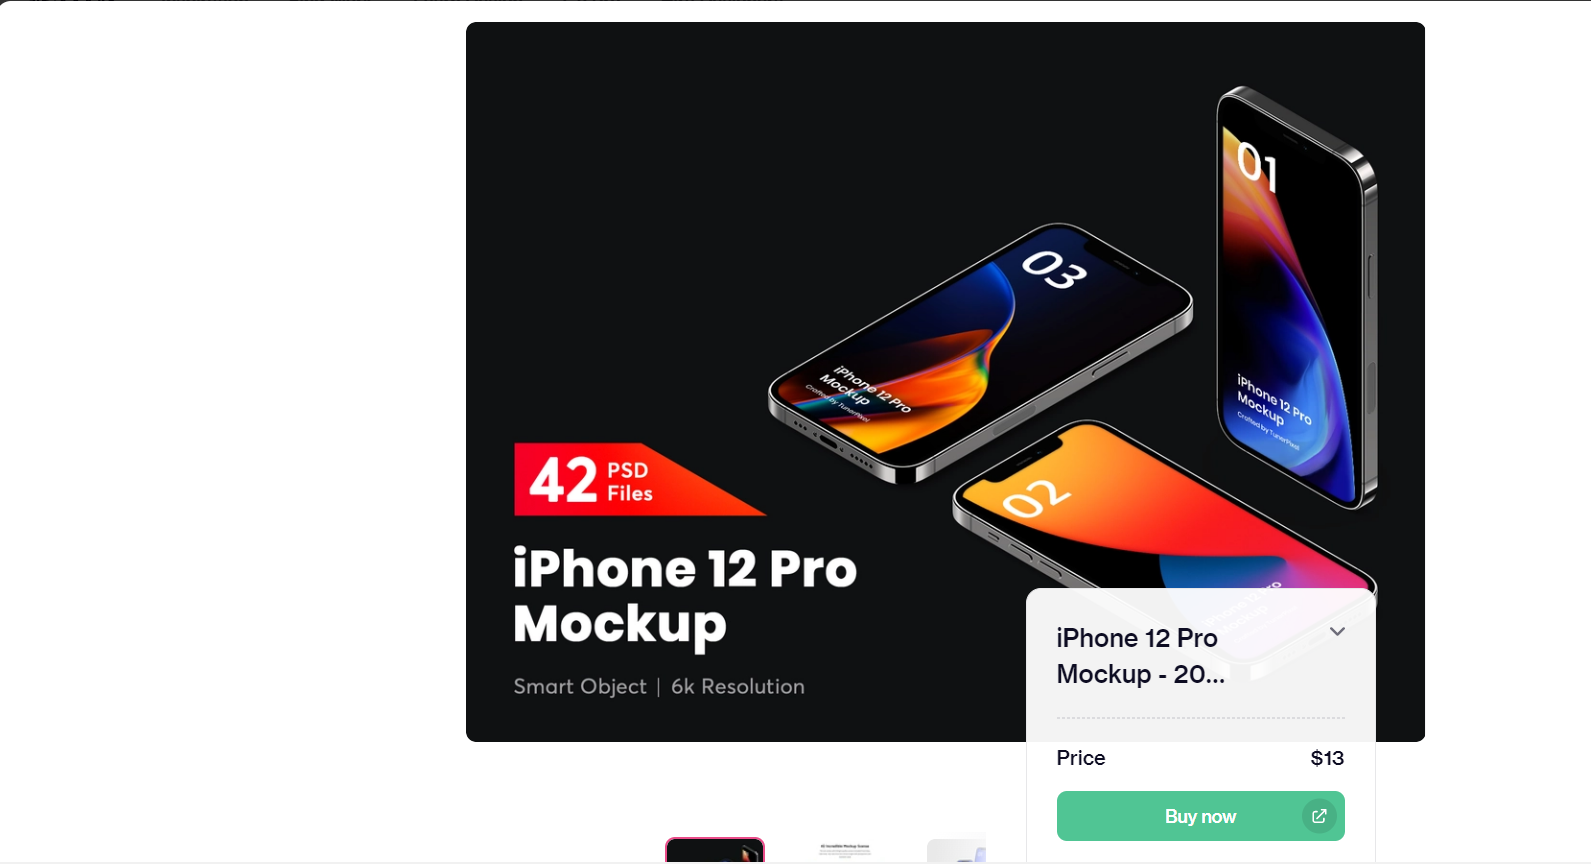 01
03
iPhone 12 Pro
Mockup
Crafted by TunerPixel
iPhone 12 Pro
Mockup
Crafted by TunerPixel
42 PSD
Files
02
iPhone 12 Pro
Mockup
Smart Object | 6k Resolution
iPhone 12 Pro
Mockup - 20...
Price $13
Buy now